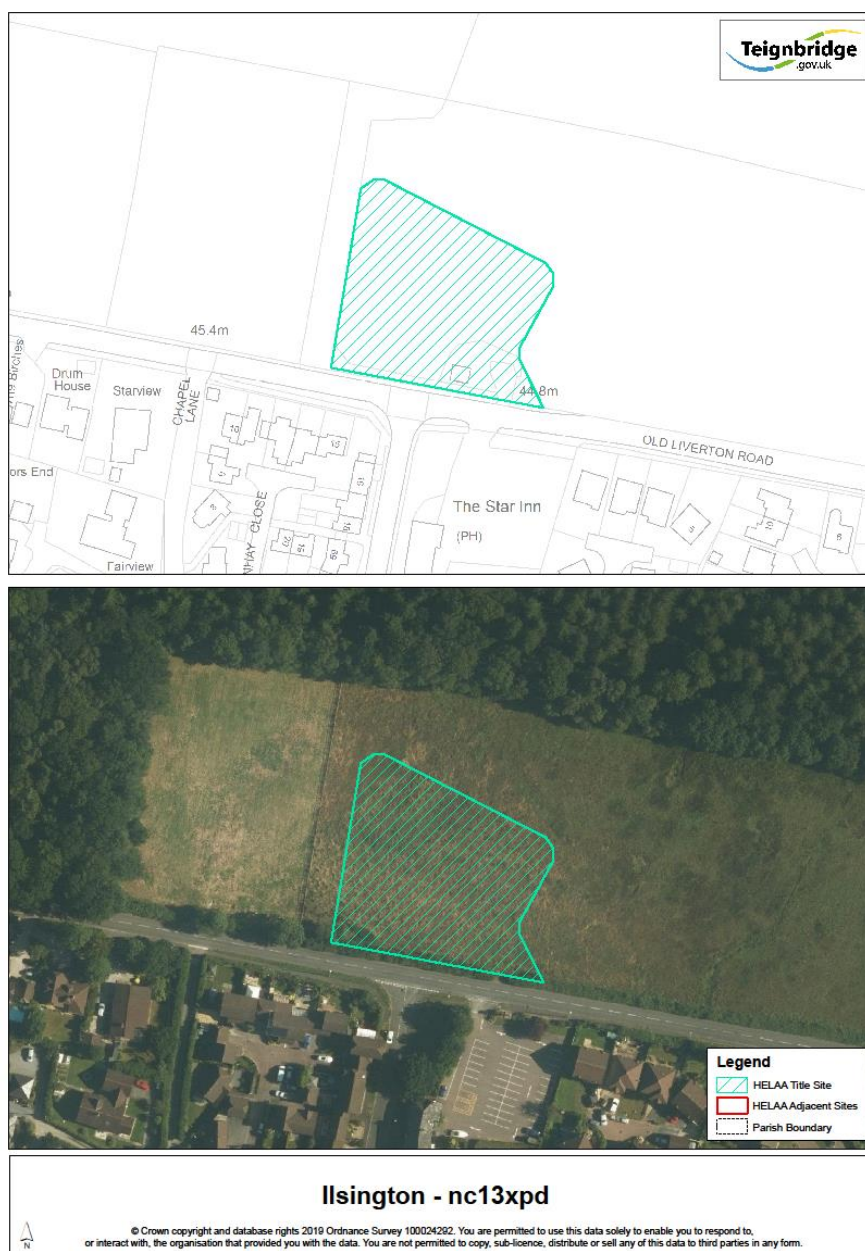 Teignbridge
.gov.uk
45.4m
Drum
House
Starview
CHAPEL
LANE
44.8m
OLD LIVERTON ROAD
The Star Inn
(PH)
ors End
Fairview
NHAY CLOSE
Legend
HELAA Title Site
HELAA Adjacent Sites
Parish Boundary
Ilsington - nc13xpd
N
© Crown copyright and database rights 2019 Ordnance Survey 100024292. You are permitted to use this data solely to enable you to respond to,
or interact with, the organisation that provided you with the data. You are not permitted to copy, sub-licence, distribute or sell any of this data to third parties in any form.